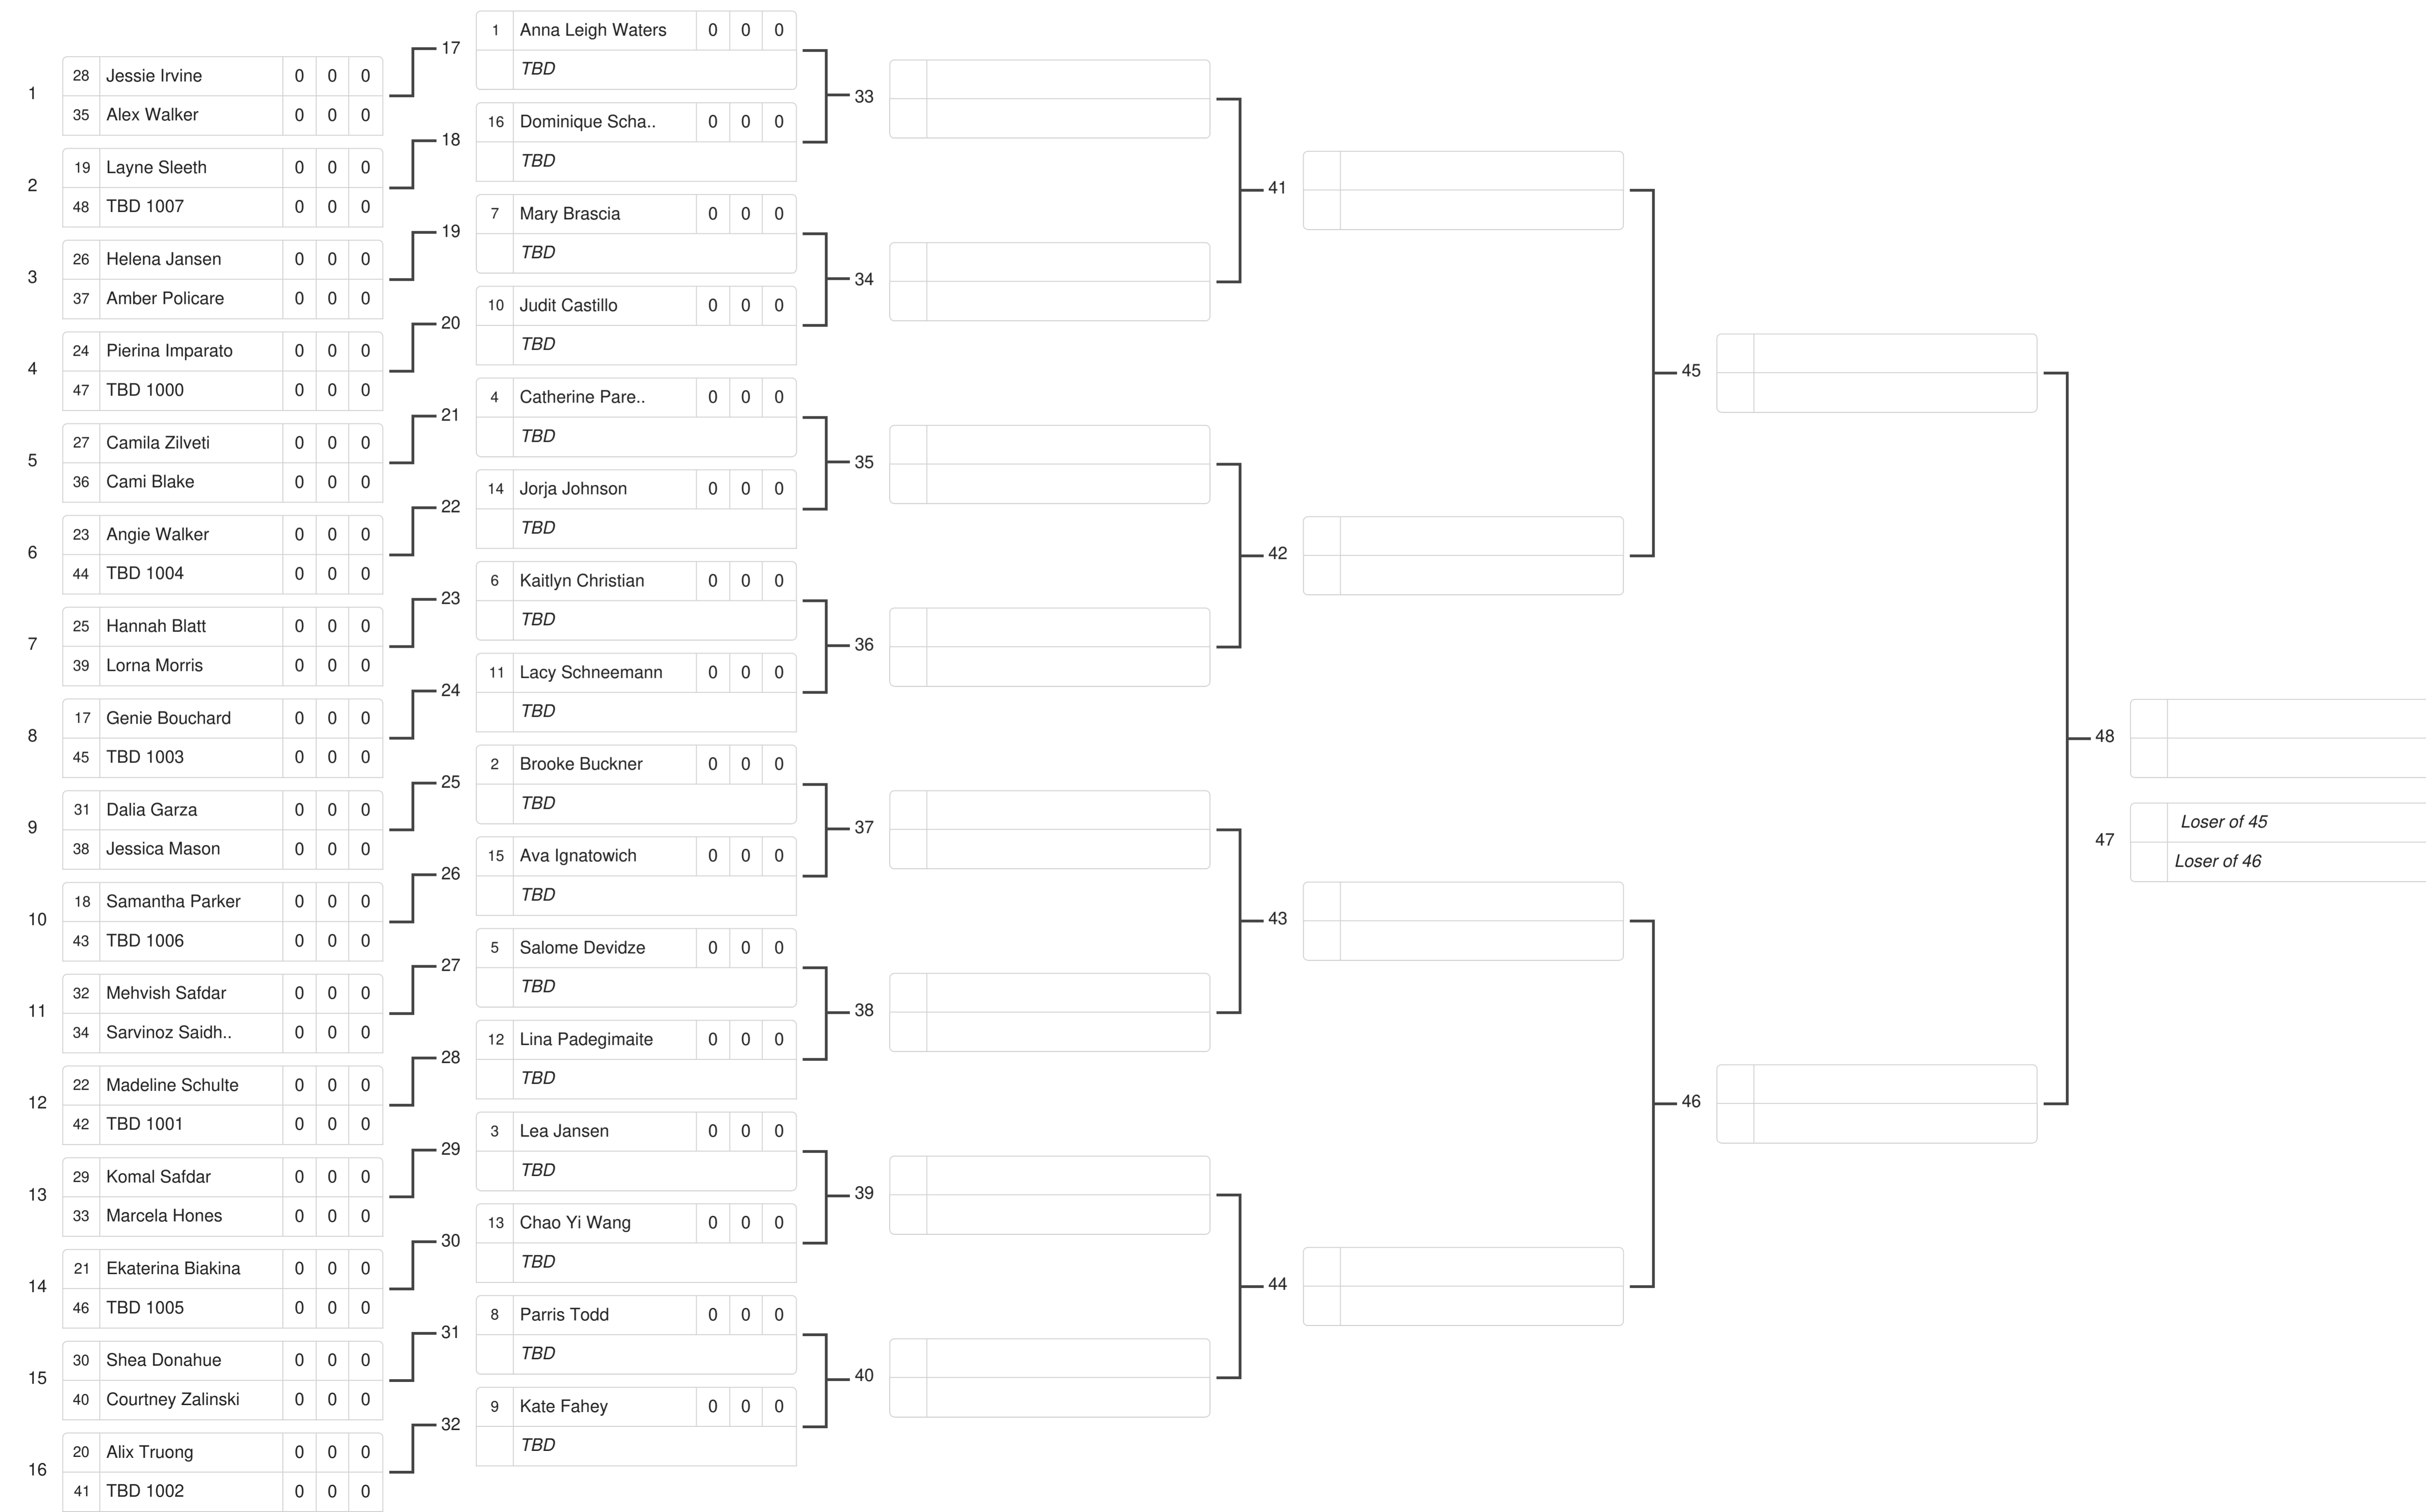 1
28 Jessie Irvine 0 0 0
35 Alex Walker 0 0 0
2
19 Layne Sleeth 0 0 0
48 TBD 1007 0 0 0
3
26 Helena Jansen 0 0 0
37 Amber Policare 0 0 0
4
24 Pierina Imparato 0 0 0
47 TBD 1000 0 0 0
5
27 Camila Zilveti 0 0 0
36 Cami Blake 0 0 0
6
23 Angie Walker 0 0 0
44 TBD 1004 0 0 0
7
25 Hannah Blatt 0 0 0
39 Lorna Morris 0 0 0
8
17 Genie Bouchard 0 0 0
45 TBD 1003 0 0 0
9
31 Dalia Garza 0 0 0
38 Jessica Mason 0 0 0
10
18 Samantha Parker 0 0 0
43 TBD 1006 0 0 0
11
32 Mehvish Safdar 0 0 0
34 Sarvinoz Saidh.. 0 0 0
12
22 Madeline Schulte 0 0 0
42 TBD 1001 0 0 0
13
29 Komal Safdar 0 0 0
33 Marcela Hones 0 0 0
14
21 Ekaterina Biakina 0 0 0
46 TBD 1005 0 0 0
15
30 Shea Donahue 0 0 0
40 Courtney Zalinski 0 0 0
16
20 Alix Truong 0 0 0
41 TBD 1002 0 0 0
17
1 Anna Leigh Waters 0 0 0
TBD
18
16 Dominique Scha.. 0 0 0
TBD
19
7 Mary Brascia 0 0 0
TBD
20
10 Judit Castillo 0 0 0
TBD
21
4 Catherine Pare.. 0 0 0
TBD
22
14 Jorja Johnson 0 0 0
TBD
23
6 Kaitlyn Christian 0 0 0
TBD
24
11 Lacy Schneemann 0 0 0
TBD
25
2 Brooke Buckner 0 0 0
TBD
26
15 Ava Ignatowich 0 0 0
TBD
27
5 Salome Devidze 0 0 0
TBD
28
12 Lina Padegimaite 0 0 0
TBD
29
3 Lea Jansen 0 0 0
TBD
30
13 Chao Yi Wang 0 0 0
TBD
31
8 Parris Todd 0 0 0
TBD
32
9 Kate Fahey 0 0 0
TBD
33
34
35
36
37
38
39
40
41
42
43
44
45
46
48
47
Loser of 45
Loser of 46